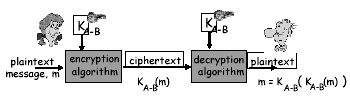 K
A-B
K
A-B
plaintext
message, m
encryption
algorithm
ciphertext
K (m)
A-B
decryption
algorithm
plaintext
m = K ( K (m) )
A-B A-B